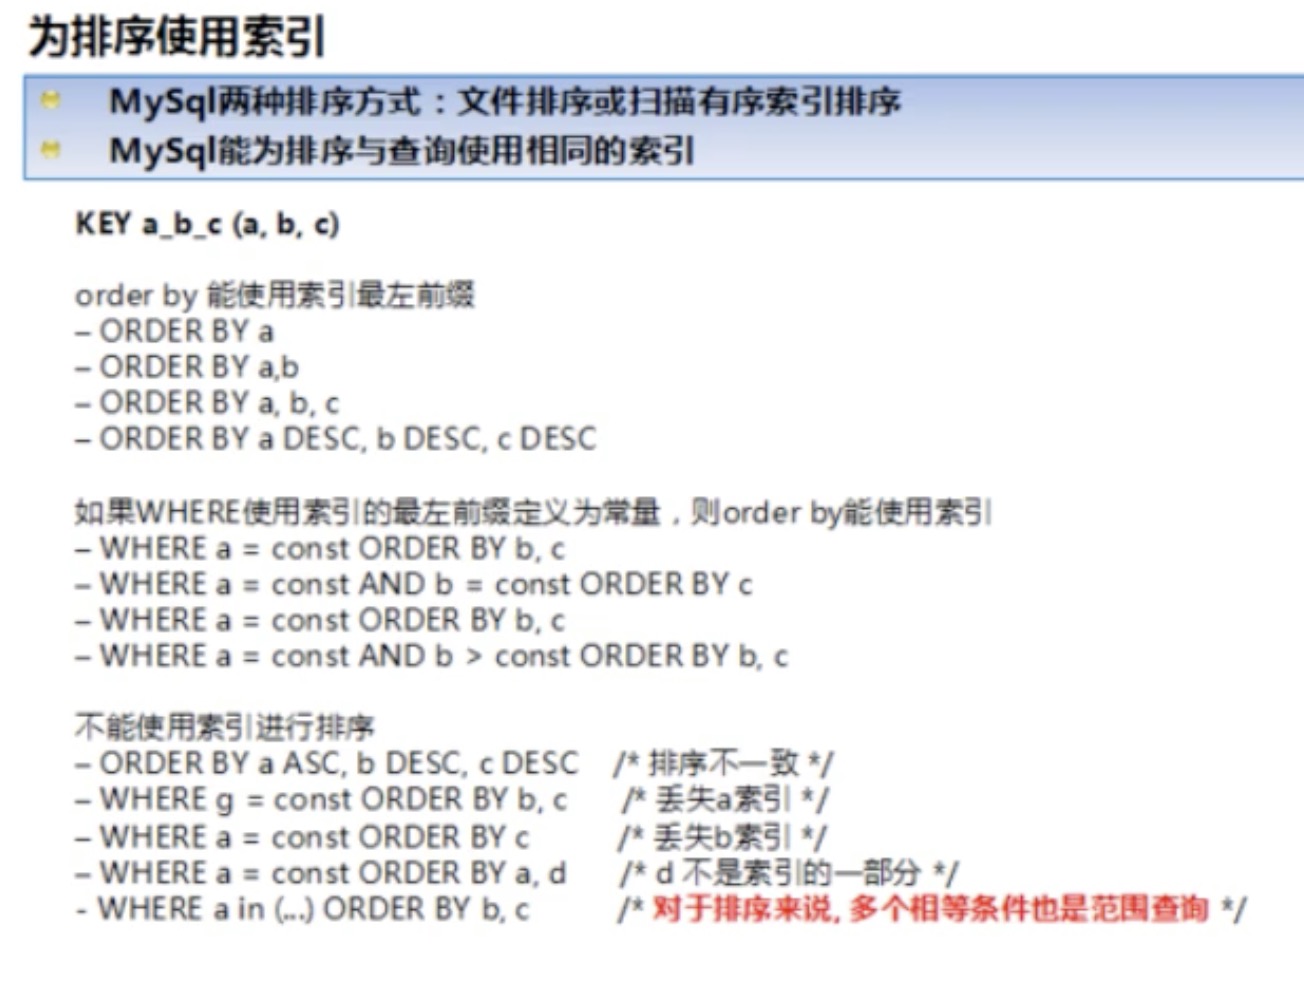 为排序使用索引
MySql两种排序方式：文件排序或扫描有序索引排序
MySql能为排序与查询使用相同的索引
KEY a_b_c (a, b, c)
order by 能使用索引最左前缀
– ORDER BY a
– ORDER BY a,b
– ORDER BY a, b, c
– ORDER BY a DESC, b DESC, c DESC
如果WHERE使用索引的最左前缀定义为常量，则order by能使用索引
– WHERE a = const ORDER BY b, c
– WHERE a = const AND b = const ORDER BY c
– WHERE a = const ORDER BY b, c
– WHERE a = const AND b > const ORDER BY b, c
不能使用索引进行排序
– ORDER BY a ASC, b DESC, c DESC /* 排序不一致 */
– WHERE g = const ORDER BY b, c /* 丢失a索引 */
– WHERE a = const ORDER BY c /* 丢失b索引 */
– WHERE a = const ORDER BY a, d /* d 不是索引的一部分 */
- WHERE a in (...) ORDER BY b, c /* 对于排序来说, 多个相等条件也是范围查询 */